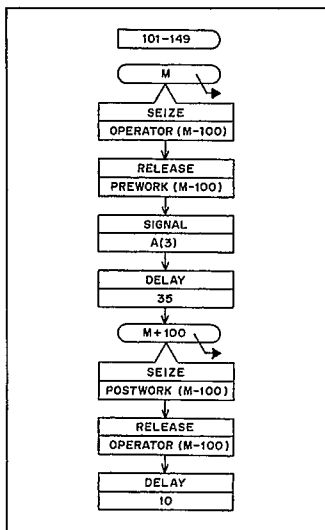 101-149
M
SEIZE
OPERATOR (M-100)
RELEASE
PREWORK (M-100)
SIGNAL
A(3)
DELAY
35
M+100
SEIZE
POSTWORK (M-100)
RELEASE
OPERATOR (M-100)
DELAY
10